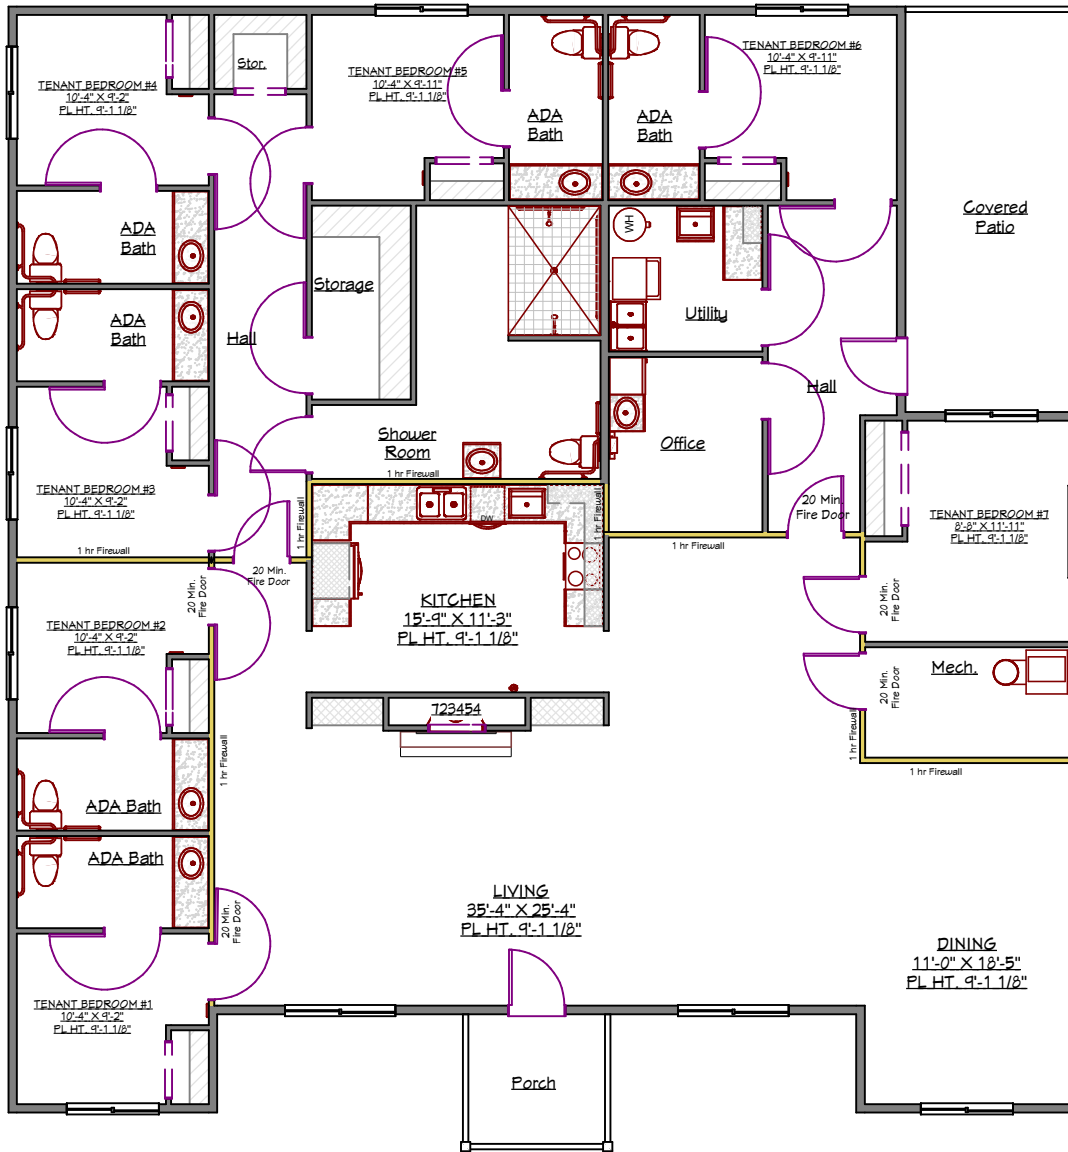 TENANT BEDROOM #4
10'-4" X 9'-2"
PL HT. 9'-1 1/8"
Stor.
TENANT BEDROOM #5
10'-4" X 9'-11"
PL HT. 9'-1 1/8"
ADA
Bath
ADA
Bath
TENANT BEDROOM #6
10'-4" X 9'-11"
PL HT. 9'-1 1/8"
Covered
Patio
ADA
Bath
ADA
Bath
Hall
Storage
WH
Utility
Hall
Shower
Room
1 hr Firewall
Office
TENANT BEDROOM #3
10'-4" X 9'-2"
PL HT. 9'-1 1/8"
1 hr Firewall
1 hr Firewall
20 Min.
Fire Door
20 Min.
Fire Door
DW
1 hr Firewall
1 hr Firewall
20 Min.
Fire Door
TENANT BEDROOM #7
8'-8" X 11'-11"
PL HT. 9'-1 1/8"
20 Min.
Fire Door
KITCHEN
15'-9" X 11'-3"
PL HT. 9'-1 1/8"
TENANT BEDROOM #2
10'-4" X 9'-2"
PL HT. 9'-1 1/8"
Mech.
20 Min.
Fire Door
1 hr Firewall
1 hr Firewall
723454
1 hr Firewall
ADA Bath
ADA Bath
20 Min.
Fire Door
LIVING
35'-4" X 25'-4"
PL HT. 9'-1 1/8"
DINING
11'-0" X 18'-5"
PL HT. 9'-1 1/8"
TENANT BEDROOM #1
10'-4" X 9'-2"
PL HT. 9'-1 1/8"
Porch